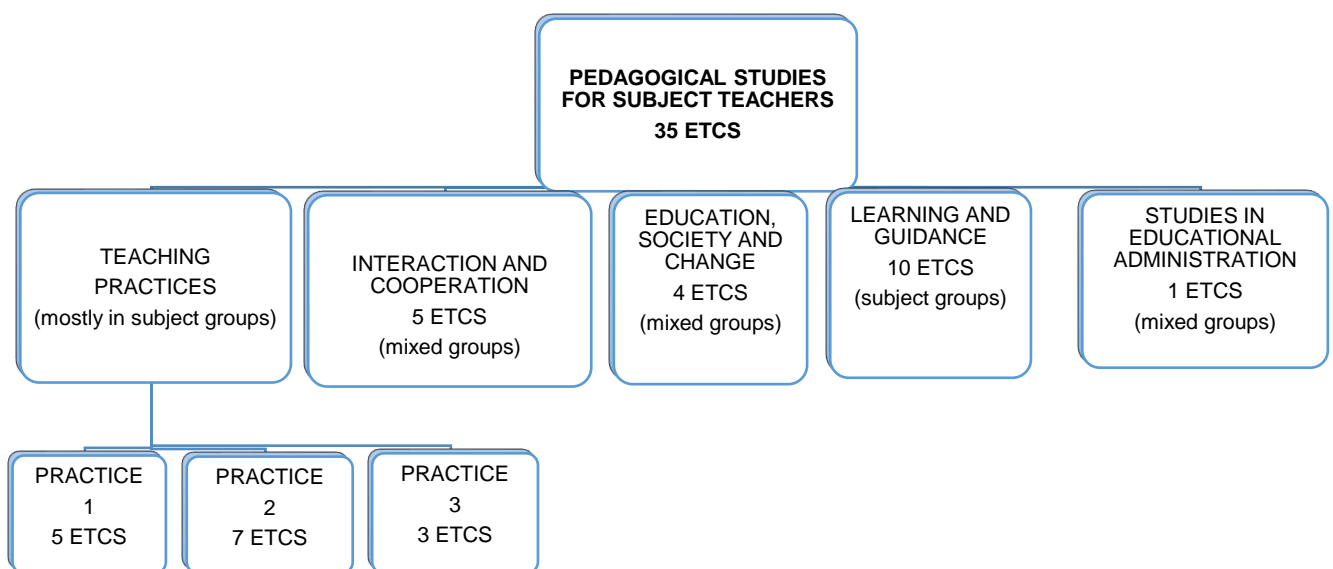 PEDAGOGICAL STUDIES
FOR SUBJECT TEACHERS
35 ETCS
TEACHING
PRACTICES
(mostly in subject groups)
INTERACTION AND
COOPERATION
5 ETCS
(mixed groups)
EDUCATION,
SOCIETY AND
CHANGE
4 ETCS
(mixed groups)
LEARNING AND
GUIDANCE
10 ETCS
(subject groups)
STUDIES IN
EDUCATIONAL
ADMINISTRATION
1 ETCS
(mixed groups)
PRACTICE
1
5 ETCS
PRACTICE
2
7 ETCS
PRACTICE
3
3 ETCS